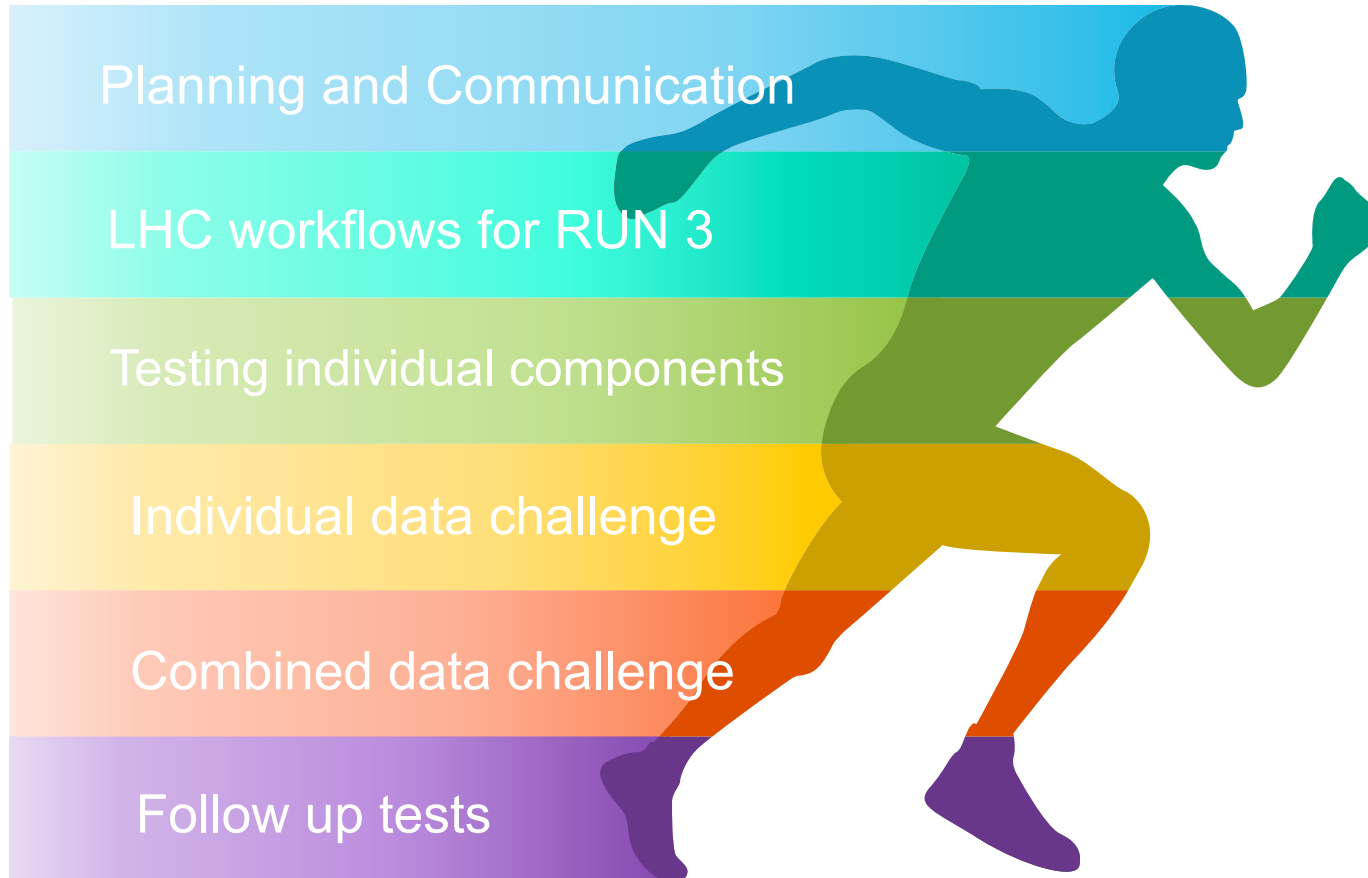 Planning and Communication
LHC workflows for RUN 3
Testing individual components
Individual data challenge
Combined data challenge
Follow up tests